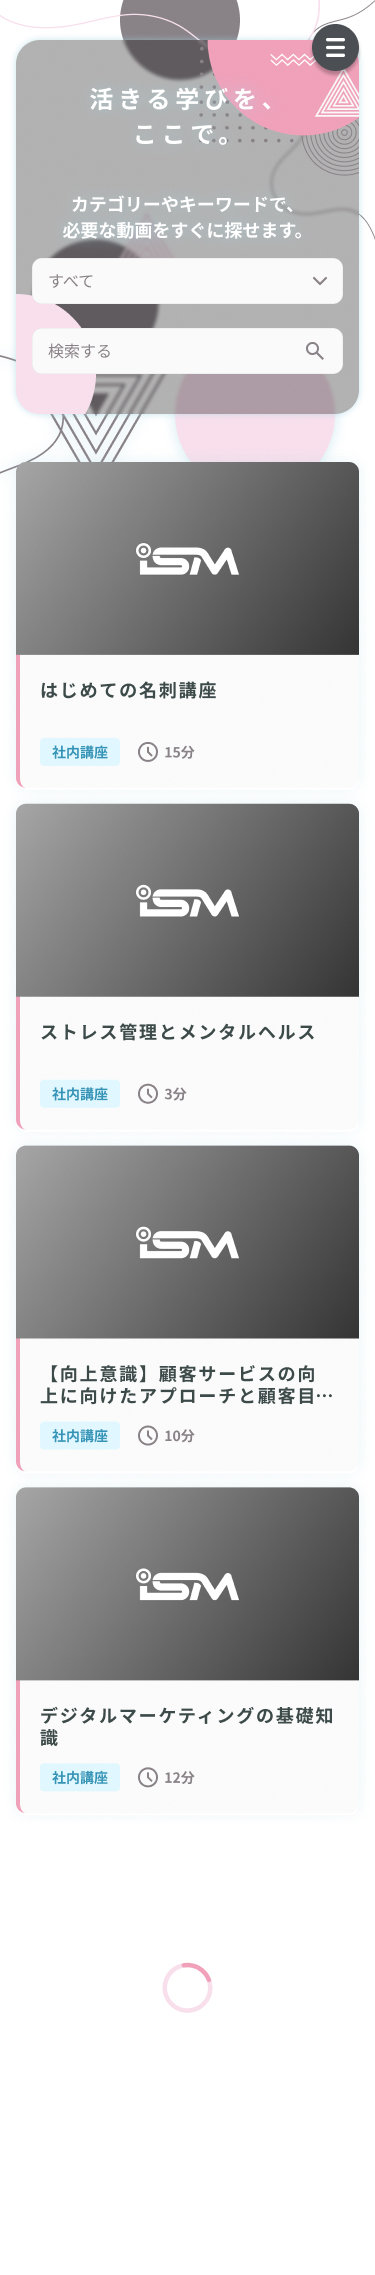 活きる学びを、
ここで。
カテゴリーやキーワードで、
必要な動画をすぐに探せます。
すべて
検索する
iSM
はじめての名刺講座
社内講座
15分
iSM
ストレス管理とメンタルヘルス
社内講座
3分
iSM
【向上意識】顧客サービスの向
上に向けたアプローチと顧客目…
社内講座
10分
iSM
デジタルマーケティングの基礎知
識
社内講座
12分